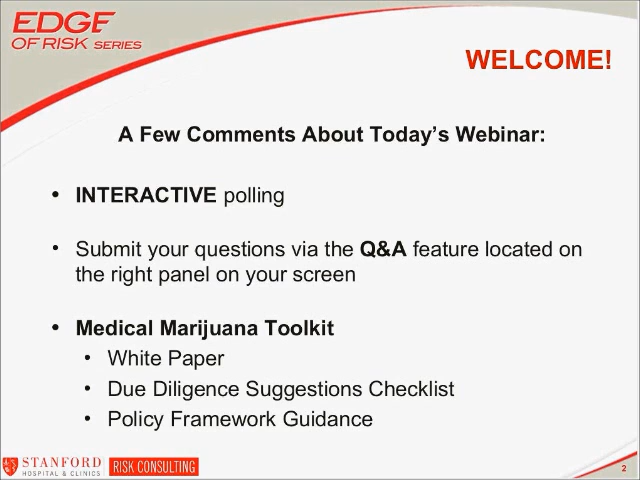 EDGE
OF RISK SERIES
WELCOME!
A Few Comments About Today's Webinar:
• INTERACTIVE polling
• Submit your questions via the Q&A feature located on
the right panel on your screen
• Medical Marijuana Toolkit
• White Paper
• Due Diligence Suggestions Checklist
• Policy Framework Guidance
STANFORD
HOSPITAL & CLINICS
RISK CONSULTING
2